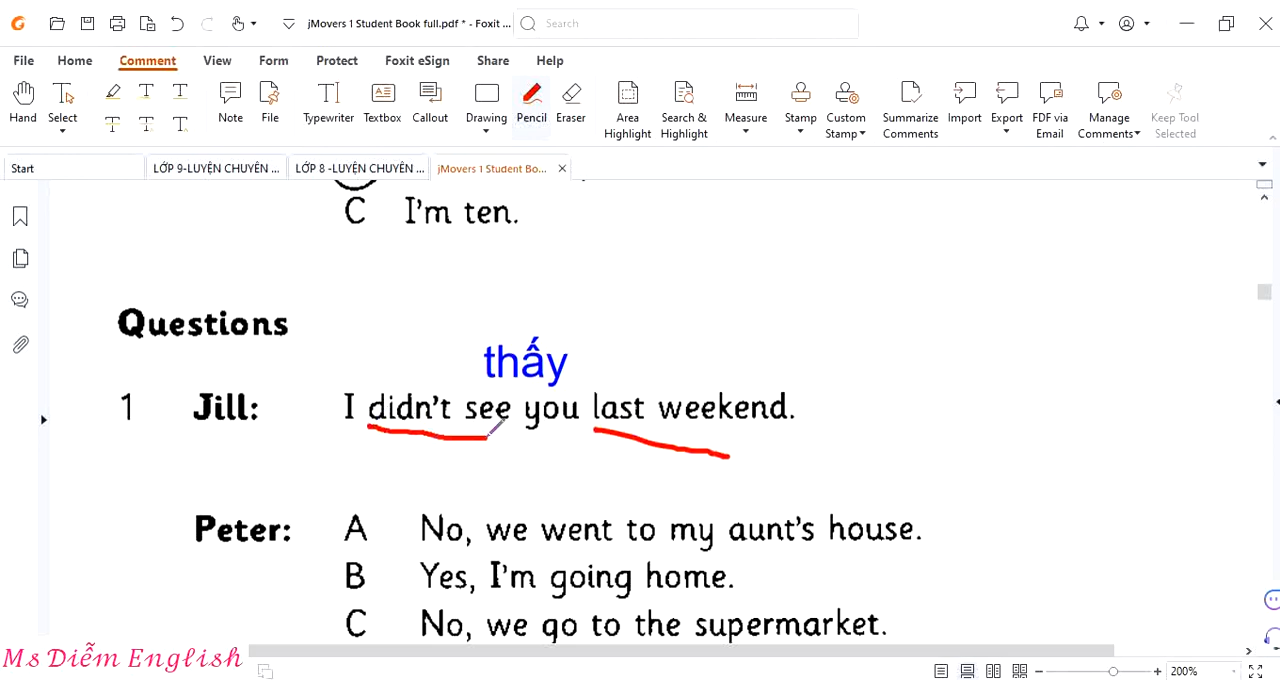 jMovers 1 Student Book full.pdf * - Foxit ...
Search
File Home Comment View Form Protect Foxit eSign Share Help
Hand Select Note File Typewriter Textbox Callout Drawing Pencil Eraser Area Highlight Search & Highlight Measure Stamp Custom Stamp Summarize Comments Import Export FDF via Email Manage Comments Keep Tool Selected
Start LỚP 9-LUYỆN CHUYÊN ... LỚP 8 -LUYỆN CHUYÊN ... jMovers 1 Student Bo...
C I'm ten.
Questions
thấy
1 Jill: I didn't see you last weekend.
Peter: A No, we went to my aunt's house.
B Yes, I'm going home.
C No, we go to the supermarket.
Ms Diễm English
200%